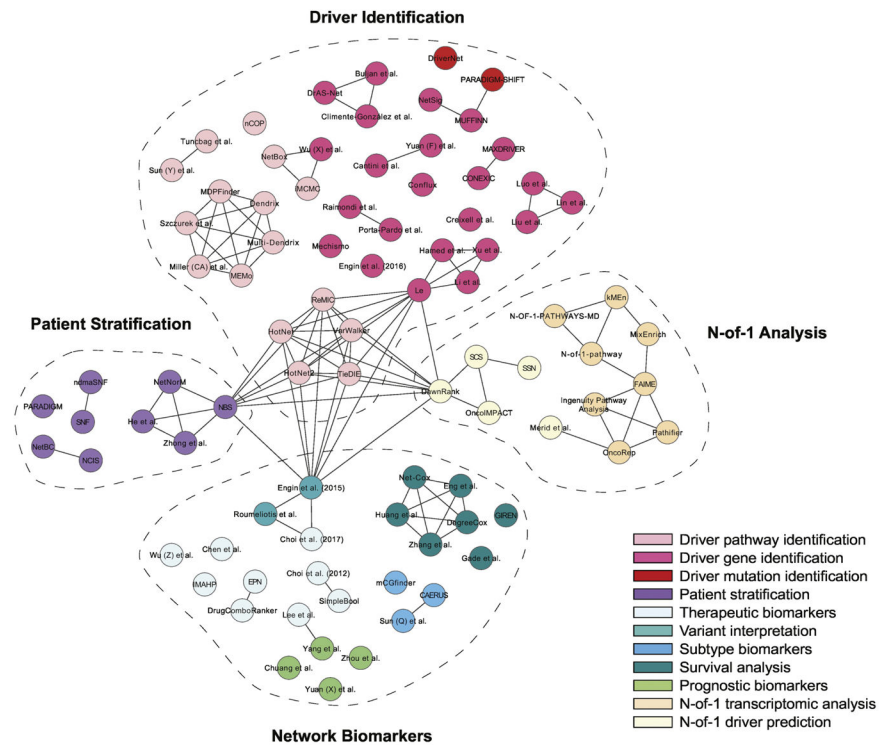 Driver Identification
DriverNet
Bu-jan et al.
PARADIGM-SHIFT
DrAS-Net
NetSig
Climente-González et al.
MUFFINN
nCOP
Tuncbag et al.
Wu (X) et al.
Yuan (F) et al.
MAXDRIVER
NetBox
Cantini et al.
Sun (Y) et al.
CONEXIC
MCMC
Conflux
Luo et al.
MDPFinder
Lin et al.
Dendrix
Raimondi et al.
Szczurek et al.
Creixell et al.
Liu et al.
Porta-Pardo et al.
Multi-Dendrix
Mechismo
Hamed et al.
Xu et al.
Miller (CA) et al.
Engin et al. (2016)
MEMo
Li et al.
Le
ReMIC
kMEn
N-OF-1-PATHWAYS-MD
Patient Stratification
HotNet
VarWalker
N-of-1 Analysis
MixEnrich
SCS
N-of-1-pathway
SSN
HotNet2
TieDIE
nomaSNF
NetNorM
FAIME
DawnRank
PARADIGM
NBS
Ingenuity Pathway
Analysis
OncoIMPACT
SNF
He et al.
Merid et al.
Pathifier
Zhong et al.
NetBC
OncoRep
NCIS
Net-Cox
Engin et al. (2015)
Eng et al.
Roumeliotis et al.
Huang et al.
GIREN
DegreeCox
Choi et al. (2017)
Zhang et al.
Chen et al.
Wu (Z) et al.
Gade et al.
Choi et al. (2012)
IMAHP
EPN
mCGfinder
CAERUS
DrugComboRanker
SimpleBool
Lee et al.
Sun (Q) et al.
Yang et al.
Zhou et al.
Chuang et al.
Yuan (X) et al.
Network Biomarkers
Driver pathway identification
Driver gene identification
Driver mutation identification
Patient stratification
Therapeutic biomarkers
Variant interpretation
Subtype biomarkers
Survival analysis
Prognostic biomarkers
N-of-1 transcriptomic analysis
N-of-1 driver prediction